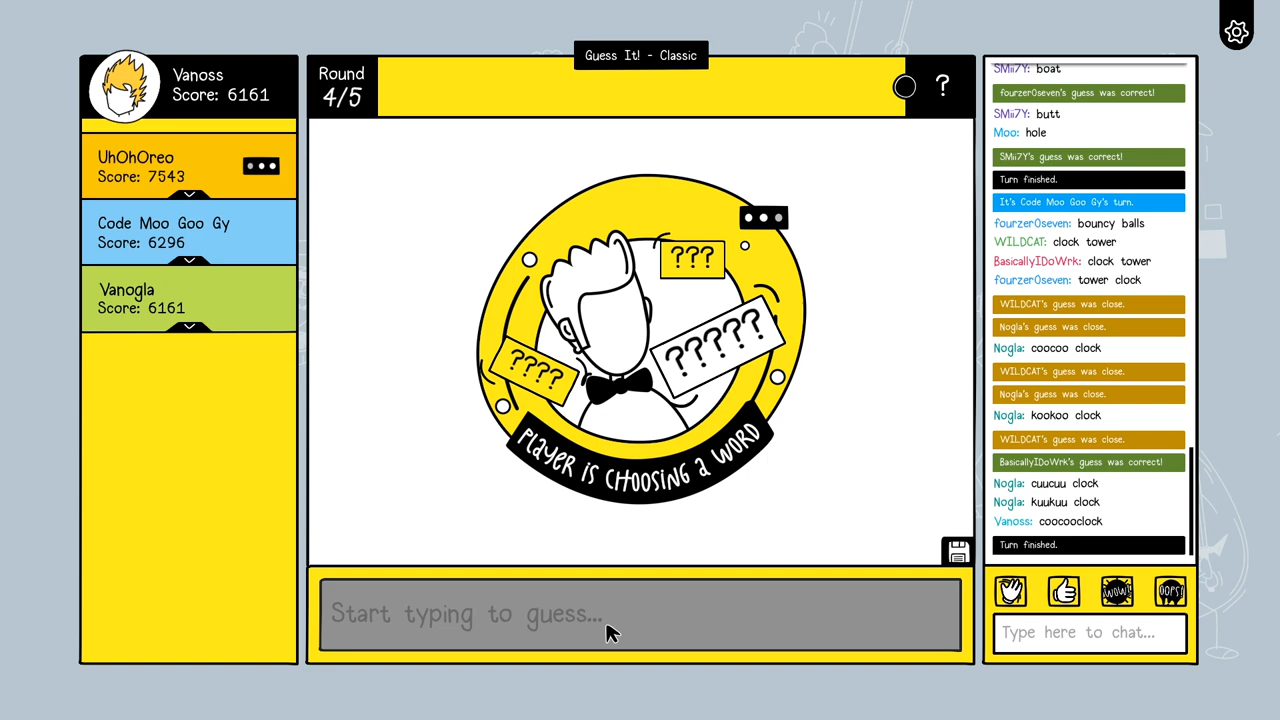 Guess It! - Classic
Vanoss
Score: 6161
UhOhOreo
Score: 7543
Code Moo Goo Gy
Score: 6296
Vanogla
Score: 6161
Round
4/5
?
???
?????
????
PLAYER IS CHOOSING A WORD
Start typing to guess...
SMii7Y: boat
fourzer0seven's guess was correct!
SMii7Y: butt
Moo: hole
SMii7Y's guess was correct!
Turn finished.
It's Code Moo Goo Gy's turn.
fourzer0seven: bouncy balls
WILDCAT: clock tower
BasicallyIDoWrk: clock tower
fourzer0seven: tower clock
WILDCAT's guess was close.
Nogla's guess was close.
Nogla: coocoo clock
WILDCAT's guess was close.
Nogla's guess was close.
Nogla: kookoo clock
WILDCAT's guess was close.
BasicallyIDoWrk's guess was correct!
Nogla: cuucuu clock
Nogla: kuukuu clock
Vanoss: coocooclock
Turn finished.
WOW!
OOPS!
Type here to chat...